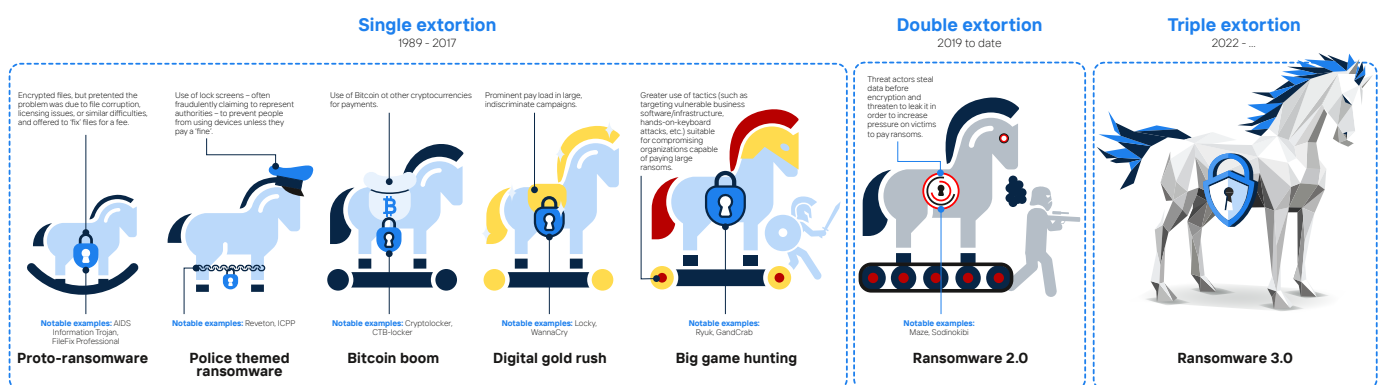 Single extortion
1989 - 2017
Encrypted files, but pretented the
problem was due to file corruption,
licensing issues, or similar difficulties,
and offered to 'fix' files for a fee.
Notable examples: AIDS
Information Trojan,
FileFix Professional
Proto-ransomware
Use of lock screens – often
fraudulently claiming to represent
authorities – to prevent people
from using devices unless they
pay a 'fine'.
Notable examples: Reveton, ICPP
Police themed
ransomware
Use of Bitcoin ot other cryptocurrencies
for payments.
Notable examples: Cryptolocker,
CTB-locker
Bitcoin boom
Prominent pay load in large,
indiscriminate campaigns.
Notable examples: Locky,
WannaCry
Digital gold rush
Greater use of tactics (such as
targeting vulnerable business
software/infrastructure,
hands-on-keyboard
attacks, etc.) suitable
for compromising
organizations capable
of paying large
ransoms.
Notable examples:
Ryuk, GandCrab
Big game hunting
Double extortion
2019 to date
Threat actors steal
data before
encryption and
threaten to leak it in
order to increase
pressure on victims
to pay ransoms.
Notable examples:
Maze, Sodinokibi
Ransomware 2.0
Triple extortion
2022 - ...
Ransomware 3.0